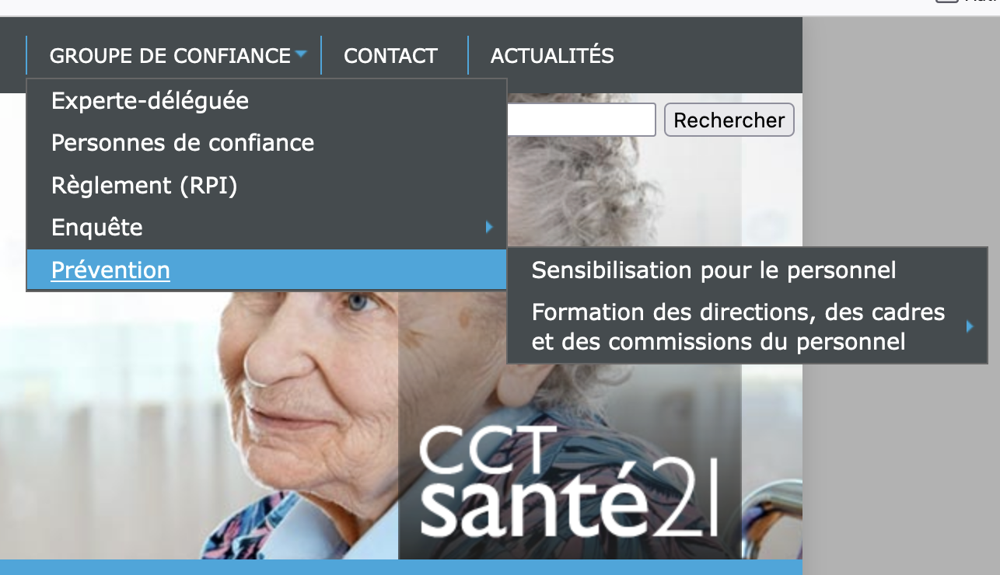 GROUPE DE CONFIANCE
CONTACT
ACTUALITÉS
Experte-déléguée
Personnes de confiance
Règlement (RPI)
Enquête
Prévention
Rechercher
Sensibilisation pour le personnel
Formation des directions, des cadres
et des commissions du personnel
CCT
santé21